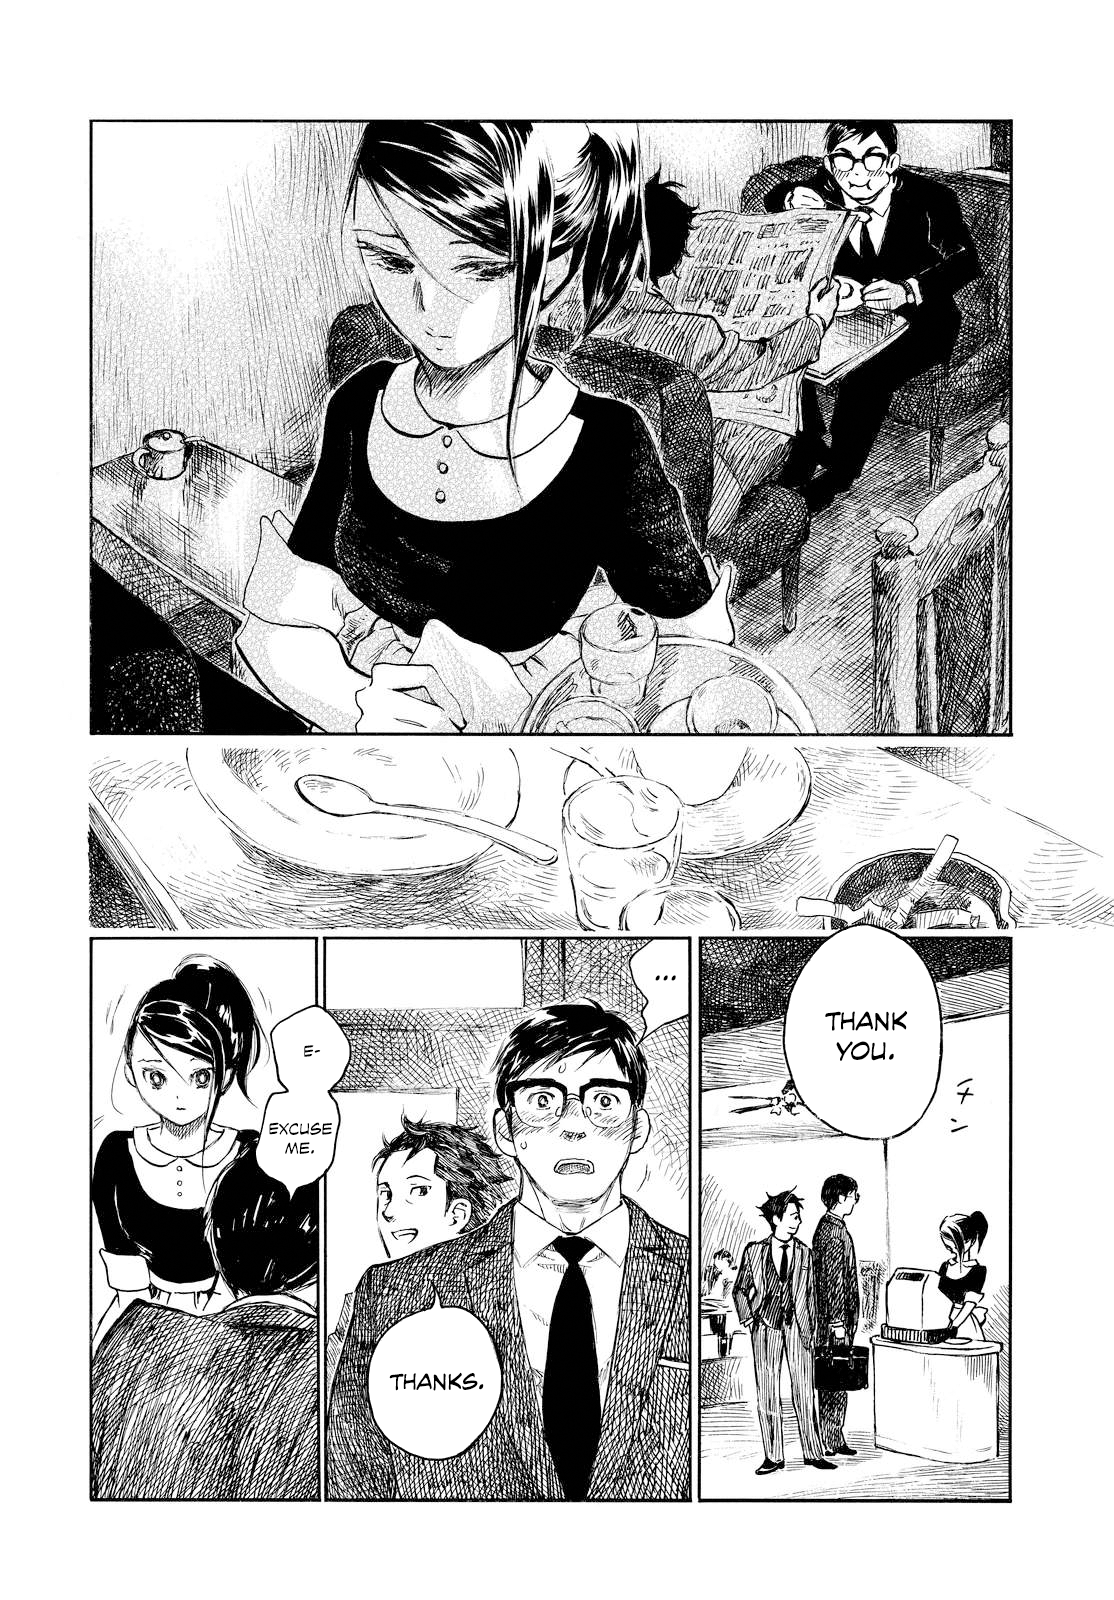 THANK
YOU.
チン
...
THANKS.
E-
EXCUSE
ME.